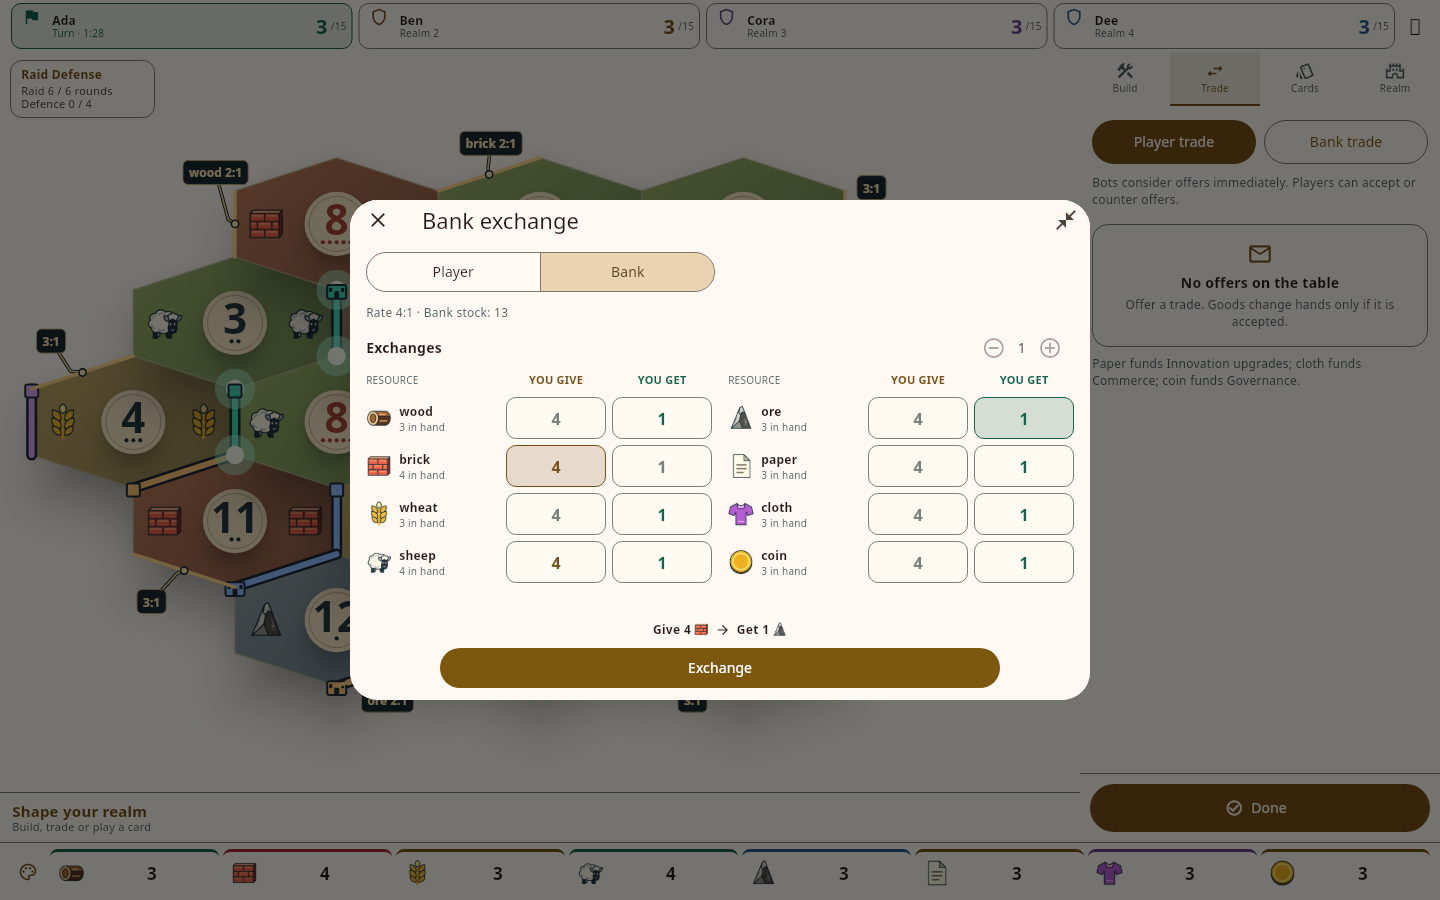 Ada
Turn · 1:28
3 /15
Ben
Realm 2
3 /15
Cora
Realm 3
3 /15
Dee
Realm 4
3 /15
Raid Defense
Raid 6 / 6 rounds
Defence 0 / 4
Build
Trade
Cards
Realm
Player trade
Bank trade
Bots consider offers immediately. Players can accept or
counter offers.
No offers on the table
Offer a trade. Goods change hands only if it is
accepted.
Paper funds Innovation upgrades; cloth funds
Commerce; coin funds Governance.
Done
brick 2:1
wood 2:1
3:1
8
3
3:1
4
8
11
3:1
12
ore 2:1
3:1
Bank exchange
Player
Bank
Rate 4:1 · Bank stock: 13
Exchanges
1
RESOURCE YOU GIVE YOU GET RESOURCE YOU GIVE YOU GET
wood
3 in hand
4
1
ore
3 in hand
4
1
brick
4 in hand
4
1
paper
3 in hand
4
1
wheat
3 in hand
4
1
cloth
3 in hand
4
1
sheep
4 in hand
4
1
coin
3 in hand
4
1
Give 4 → Get 1
Exchange
Shape your realm
Build, trade or play a card
3
4
3
4
3
3
3
3